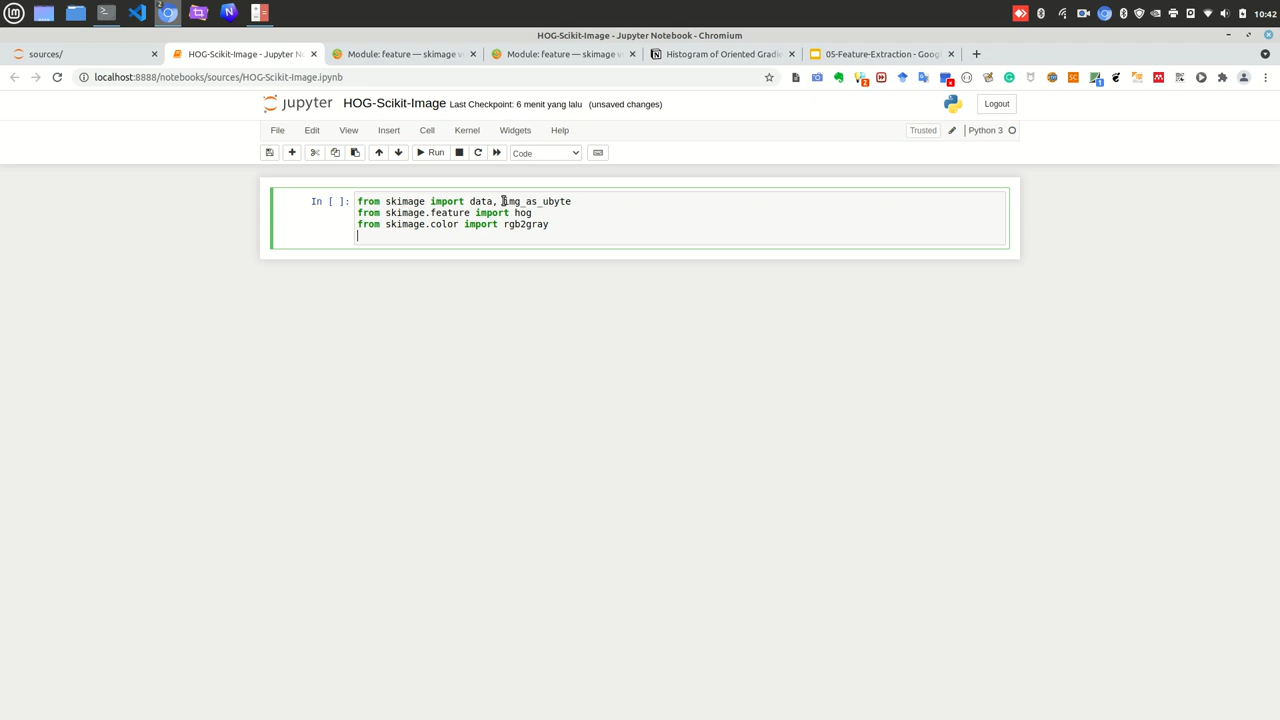 10:42
HOG-Scikit-Image - Jupyter Notebook - Chromium
sources/
HOG-Scikit-Image - Jupyter No
Module: feature — skimage v
Module: feature — skimage v
Histogram of Oriented Gradie
05-Feature-Extraction - Goog
localhost:8888/notebooks/sources/HOG-Scikit-Image.ipynb
jupyter HOG-Scikit-Image Last Checkpoint: 6 menit yang lalu (unsaved changes)
Logout
File Edit View Insert Cell Kernel Widgets Help
Trusted
Python 3
Run
Code
In [ ]: from skimage import data, img_as_ubyte
from skimage.feature import hog
from skimage.color import rgb2gray